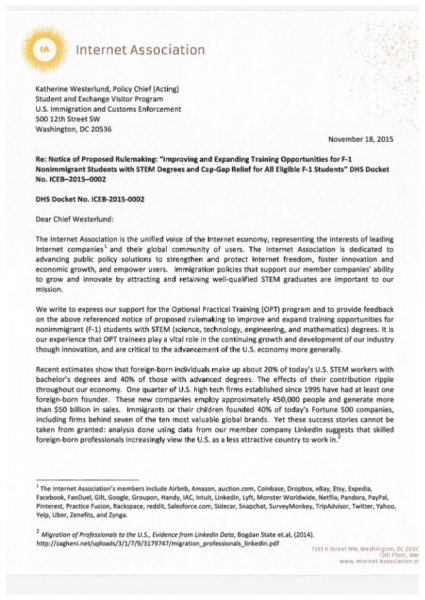 IA
Internet Association
Katherine Westerlund, Policy Chief (Acting)
Student and Exchange Visitor Program
U.S. Immigration and Customs Enforcement
500 12th Street SW
Washington, DC 20536
November 18, 2015
Re: Notice of Proposed Rulemaking: "Improving and Expanding Training Opportunities for F-1
Nonimmigrant Students with STEM Degrees and Cap-Gap Relief for All Eligible F-1 Students" DHS Docket
No. ICEB–2015-0002
DHS Docket No. ICEB-2015-0002
Dear Chief Westerlund:
The Internet Association is the unified voice of the Internet economy, representing the interests of leading
Internet companies1 and their global community of users. The Internet Association is dedicated to
advancing public policy solutions to strengthen and protect Internet freedom, foster innovation and
economic growth, and empower users. Immigration policies that support our member companies' ability
to grow and innovate by attracting and retaining well-qualified STEM graduates are important to our
mission.
We write to express our support for the Optional Practical Training (OPT) program and to provide feedback
on the above referenced notice of proposed rulemaking to improve and expand training opportunities for
nonimmigrant (F-1) students with STEM (science, technology, engineering, and mathematics) degrees. It is
our experience that OPT trainees play a vital role in the continuing growth and development of our industry
though innovation, and are critical to the advancement of the U.S. economy more generally.
Recent estimates show that foreign-born individuals make up about 20% of today's U.S. STEM workers with
bachelor's degrees and 40% of those with advanced degrees. The effects of their contribution ripple
throughout our economy. One quarter of U.S. high tech firms established since 1995 have had at least one
foreign-born founder. These new companies employ approximately 450,000 people and generate more
than $50 billion in sales. Immigrants or their children founded 40% of today's Fortune 500 companies,
including firms behind seven of the ten most valuable global brands. Yet these success stories cannot be
taken from granted: analysis done using data from our member company LinkedIn suggests that skilled
foreign-born professionals increasingly view the U.S. as a less attractive country to work in.2
1 The Internet Association's members include Airbnb, Amazon, auction.com, Coinbase, Dropbox, eBay, Etsy, Expedia,
Facebook, FanDuel, Gilt, Google, Groupon, Handy, IAC, Intuit, LinkedIn, Lyft, Monster Worldwide, Netflix, Pandora, PayPal,
Pinterest, Practice Fusion, Rackspace, reddit, Salesforce.com, Sidecar, Snapchat, SurveyMonkey, TripAdvisor, Twitter, Yahoo,
Yelp, Uber, Zenefits, and Zynga.
2 Migration of Professionals to the U.S., Evidence from LinkedIn Data, Bogdan State et.al, (2014).
http://zagheni.net/uploads/3/1/7/9/3179747/migration_professionals_linkedin.pdf
1333 H Street NW, Washington, DC 2000
12th Floor, We
www.InternetAssociation.o